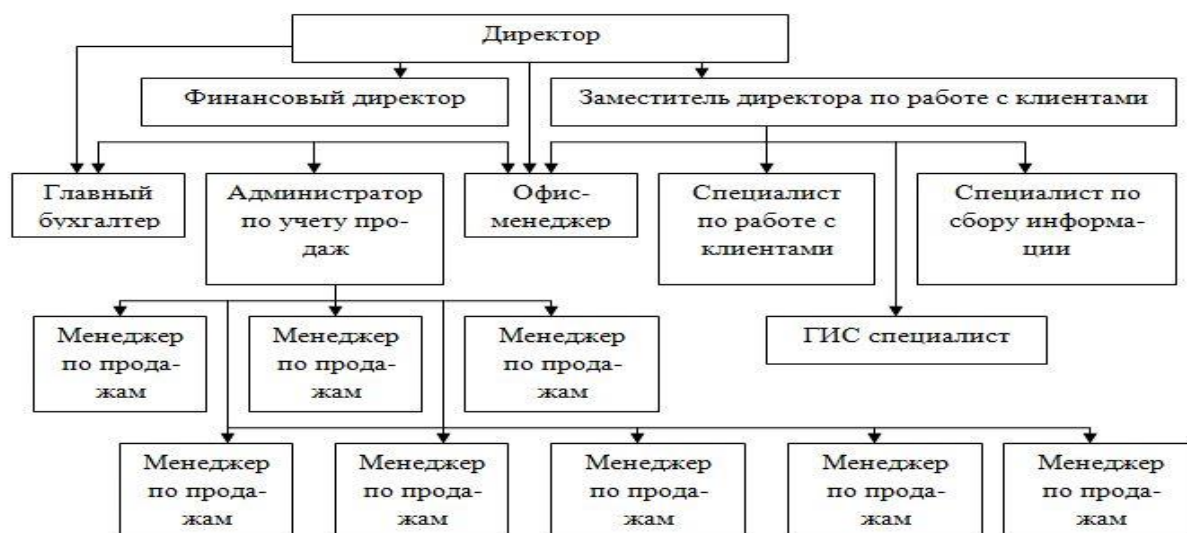 Директор
Финансовый директор
Заместитель директора по работе с клиентами
Главный
бухгалтер
Администратор
по учету про-
даж
Офис-
менеджер
Специалист
по работе с
клиентами
Специалист по
сбору информа-
ции
Менеджер
по прода-
жам
Менеджер
по прода-
жам
Менеджер
по прода-
жам
ГИС специалист
Менеджер
по прода-
жам
Менеджер
по прода-
жам
Менеджер
по прода-
жам
Менеджер
по прода-
жам
Менеджер
по прода-
жам